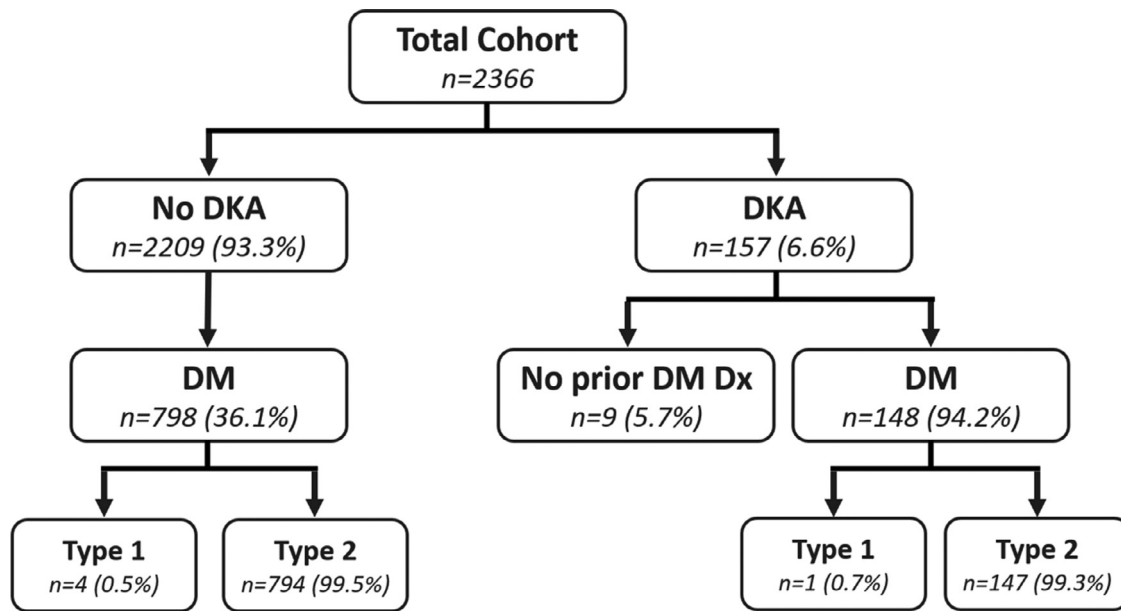 Total Cohort
n=2366
No DKA
n=2209 (93.3%)
DKA
n=157 (6.6%)
DM
n=798 (36.1%)
No prior DM Dx
n=9 (5.7%)
DM
n=148 (94.2%)
Type 1
n=4 (0.5%)
Type 2
n=794 (99.5%)
Type 1
n=1 (0.7%)
Type 2
n=147 (99.3%)